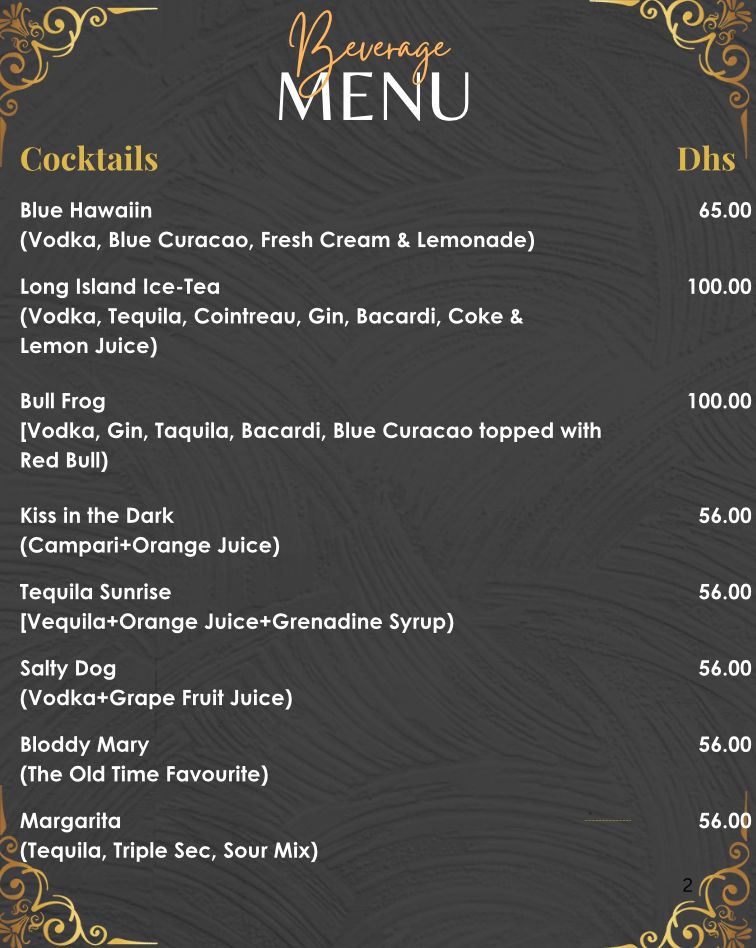 Beverage
MENU
Cocktails Dhs
Blue Hawaiin 65.00
(Vodka, Blue Curacao, Fresh Cream & Lemonade)
Long Island Ice-Tea 100.00
(Vodka, Tequila, Cointreau, Gin, Bacardi, Coke &
Lemon Juice)
Bull Frog 100.00
[Vodka, Gin, Taquila, Bacardi, Blue Curacao topped with
Red Bull)
Kiss in the Dark 56.00
(Campari+Orange Juice)
Tequila Sunrise 56.00
[Vequila+Orange Juice+Grenadine Syrup)
Salty Dog 56.00
(Vodka+Grape Fruit Juice)
Bloddy Mary 56.00
(The Old Time Favourite)
Margarita 56.00
(Tequila, Triple Sec, Sour Mix)
2